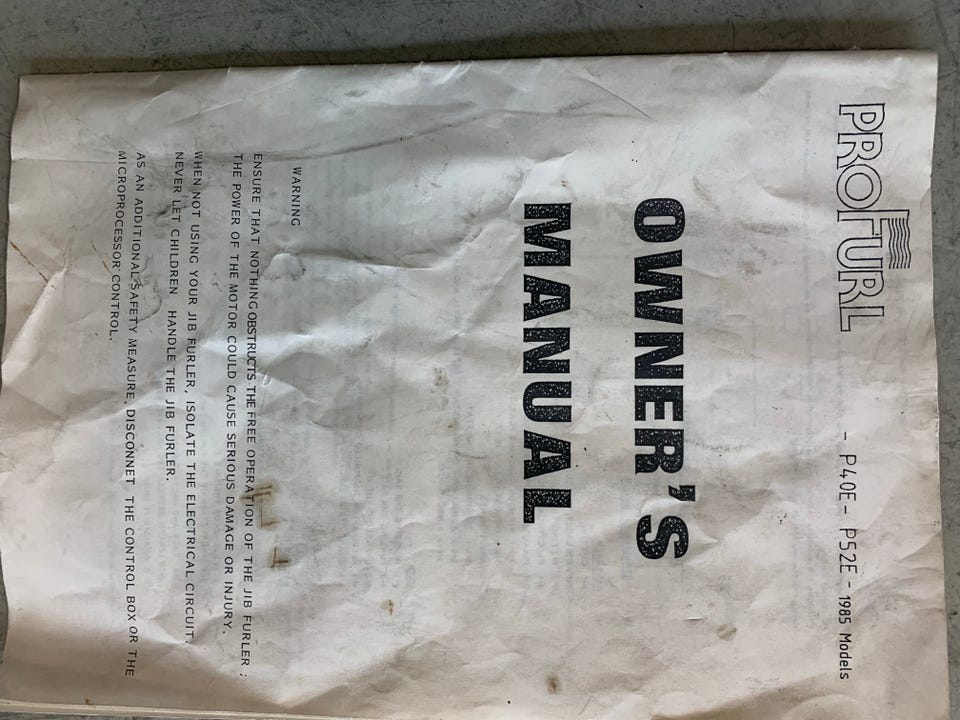 PROFURL
- P40E - P52E - 1985 Models
OWNER'S
MANUAL
WARNING
ENSURE THAT NOTHING OBSTRUCTS THE FREE OPERATION OF THE JIB FURLER ;
THE POWER OF THE MOTOR COULD CAUSE SERIOUS DAMAGE OR INJURY.
WHEN NOT USING YOUR JIB FURLER, ISOLATE THE ELECTRICAL CIRCUIT.
NEVER LET CHILDREN HANDLE THE JIB FURLER.
AS AN ADDITIONAL SAFETY MEASURE, DISCONNET THE CONTROL BOX OR THE
MICROPROCESSOR CONTROL.